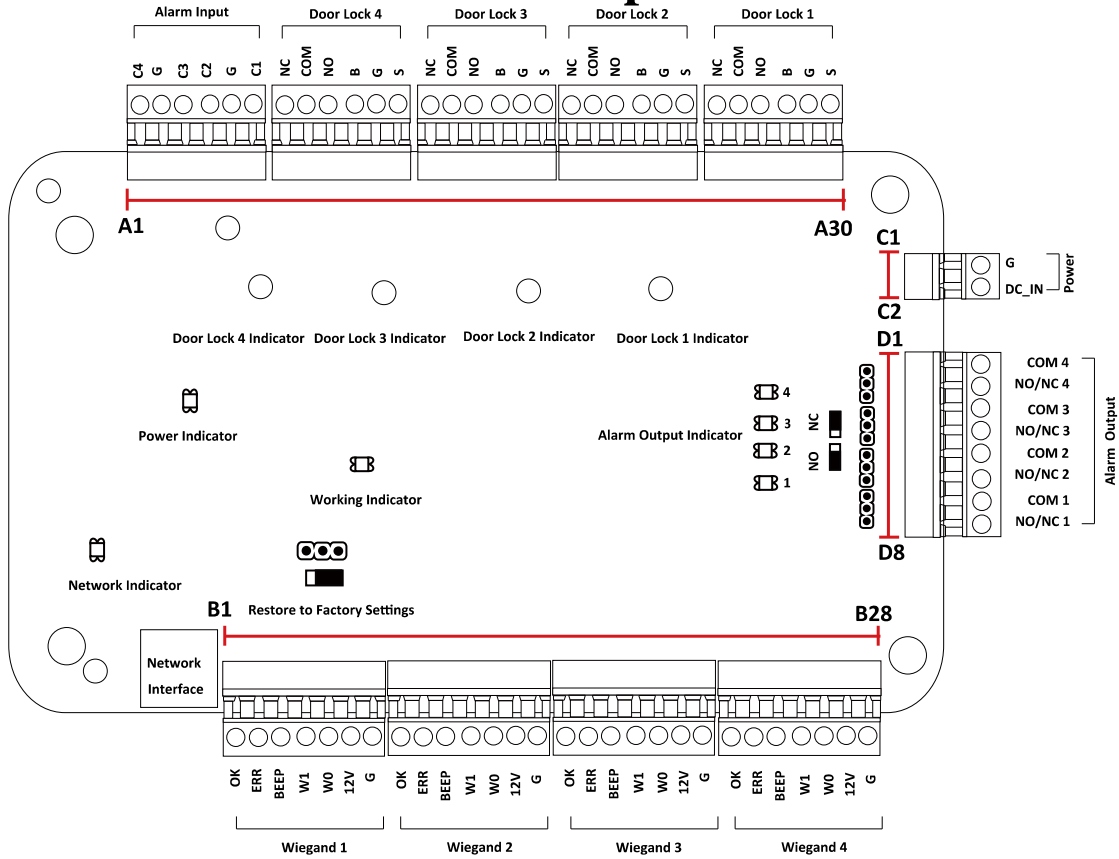 Alarm Input
Door Lock 4
Door Lock 3
Door Lock 2
Door Lock 1
C4 G C3 C2 G C1
NC COM NO B G S
NC COM NO B G S
NC COM NO B G S
NC COM NO B G S
A1
A30
C1
G
DC_IN
Power
C2
Door Lock 4 Indicator
Door Lock 3 Indicator
Door Lock 2 Indicator
Door Lock 1 Indicator
D1
COM 4
NO/NC 4
COM 3
NO/NC 3
COM 2
NO/NC 2
COM 1
NO/NC 1
Alarm Output
4
3
2
1
NC
NO
Alarm Output Indicator
Power Indicator
Working Indicator
D8
Network Indicator
Restore to Factory Settings
B1
B28
Network
Interface
OK ERR BEEP W1 W0 12V G
OK ERR BEEP W1 W0 12V G
OK ERR BEEP W1 W0 12V G
OK ERR BEEP W1 W0 12V G
Wiegand 1
Wiegand 2
Wiegand 3
Wiegand 4